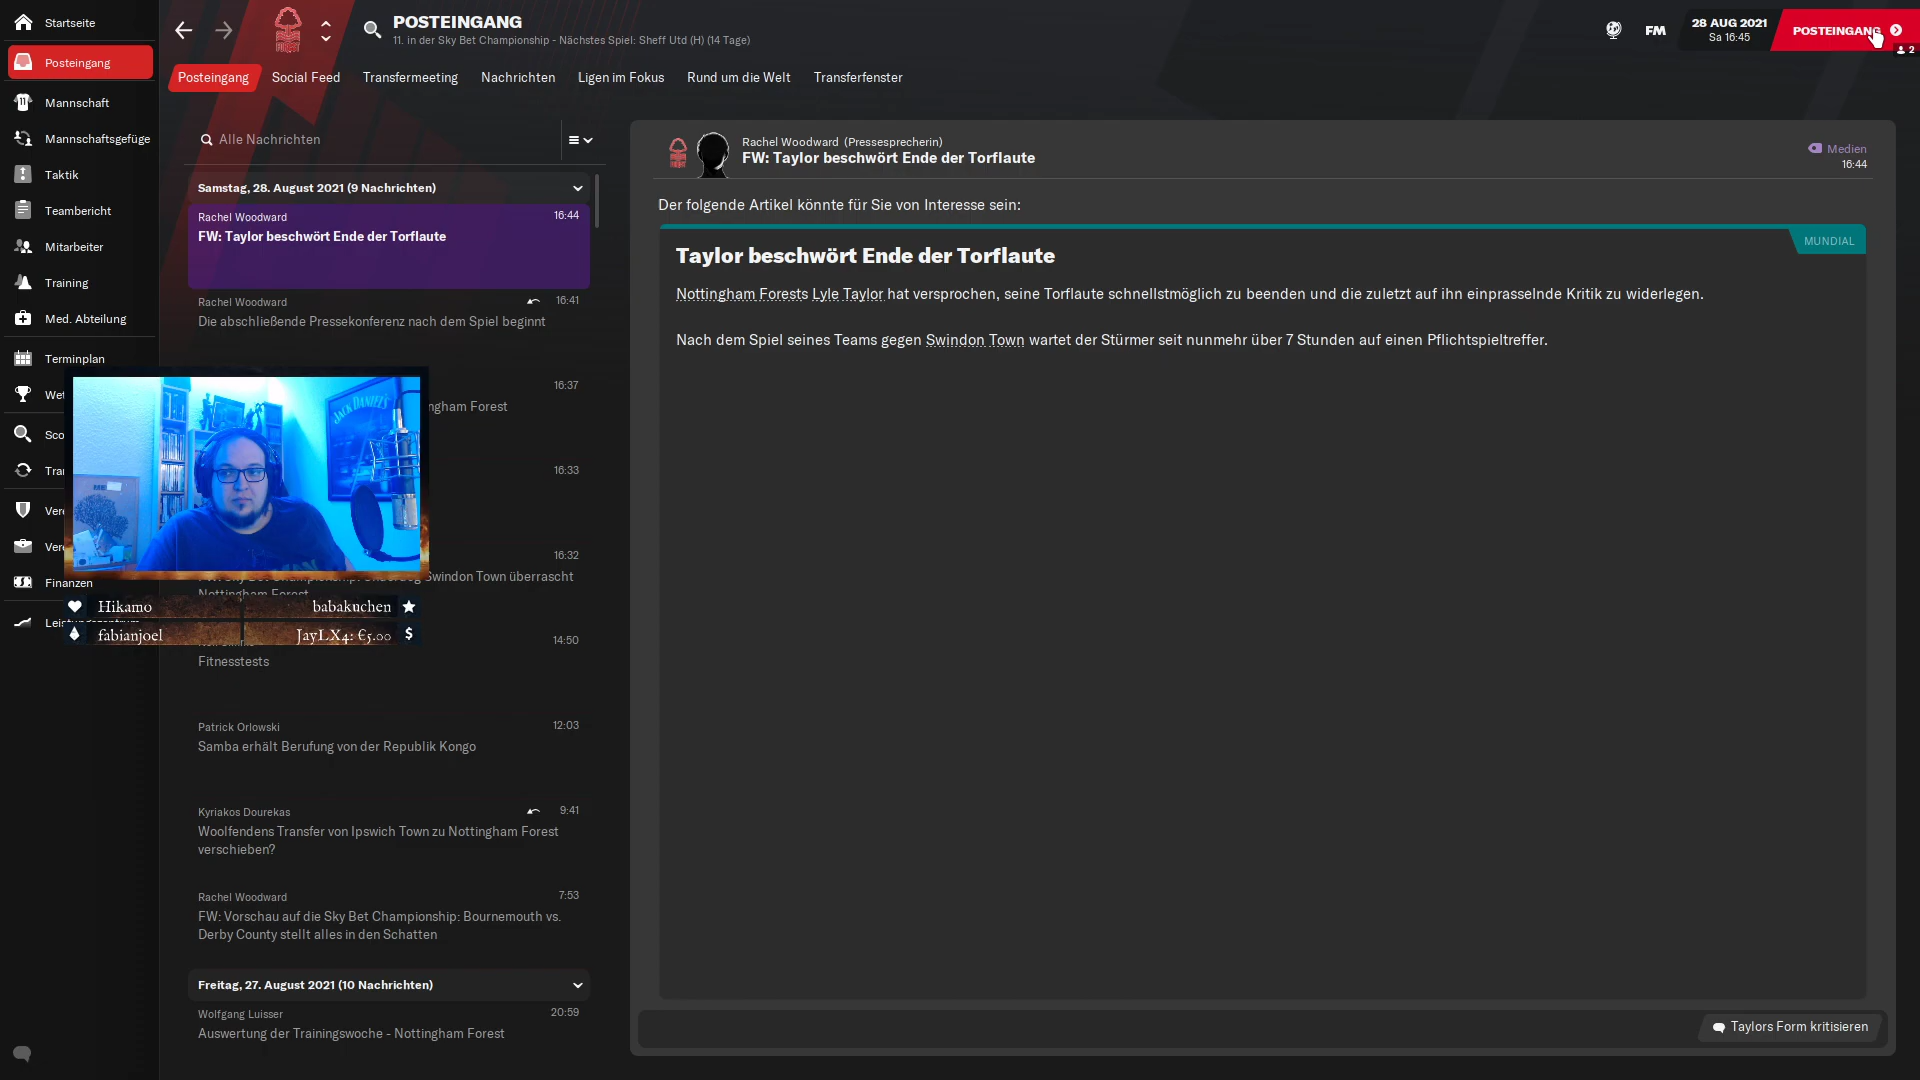 Startseite
Posteingang
Mannschaft
Mannschaftsgefüge
Taktik
Teambericht
Mitarbeiter
Training
Med. Abteilung
Terminplan
Finanzen
POSTEINGANG
11. in der Sky Bet Championship - Nächstes Spiel: Sheff Utd (H) (14 Tage)
FM
28 AUG 2021
Sa 16:45
POSTEINGANG
2
Posteingang
Social Feed
Transfermeeting
Nachrichten
Ligen im Fokus
Rund um die Welt
Transferfenster
Alle Nachrichten
Samstag, 28. August 2021 (9 Nachrichten)
Rachel Woodward 16:44
FW: Taylor beschwört Ende der Torflaute
Rachel Woodward 16:41
Die abschließende Pressekonferenz nach dem Spiel beginnt
16:37
Forest
16:33
16:32
Swindon Town überrascht
Nottingham Forest
14:50
Fitnesstests
Patrick Orlowski 12:03
Samba erhält Berufung von der Republik Kongo
Kyriakos Dourekas 9:41
Woolfendens Transfer von Ipswich Town zu Nottingham Forest
verschieben?
Rachel Woodward 7:53
FW: Vorschau auf die Sky Bet Championship: Bournemouth vs.
Derby County stellt alles in den Schatten
Freitag, 27. August 2021 (10 Nachrichten)
Wolfgang Luisser 20:59
Auswertung der Trainingswoche - Nottingham Forest
JACK DANIEL'S
Hikamo
babakuchen
fabianjoel
JayLX4: €5.00
Rachel Woodward (Pressesprecherin)
FW: Taylor beschwört Ende der Torflaute
Medien
16:44
Der folgende Artikel könnte für Sie von Interesse sein:
MUNDIAL
Taylor beschwört Ende der Torflaute
Nottingham Forests Lyle Taylor hat versprochen, seine Torflaute schnellstmöglich zu beenden und die zuletzt auf ihn einprasselnde Kritik zu widerlegen.
Nach dem Spiel seines Teams gegen Swindon Town wartet der Stürmer seit nunmehr über 7 Stunden auf einen Pflichtspieltreffer.
Taylors Form kritisieren